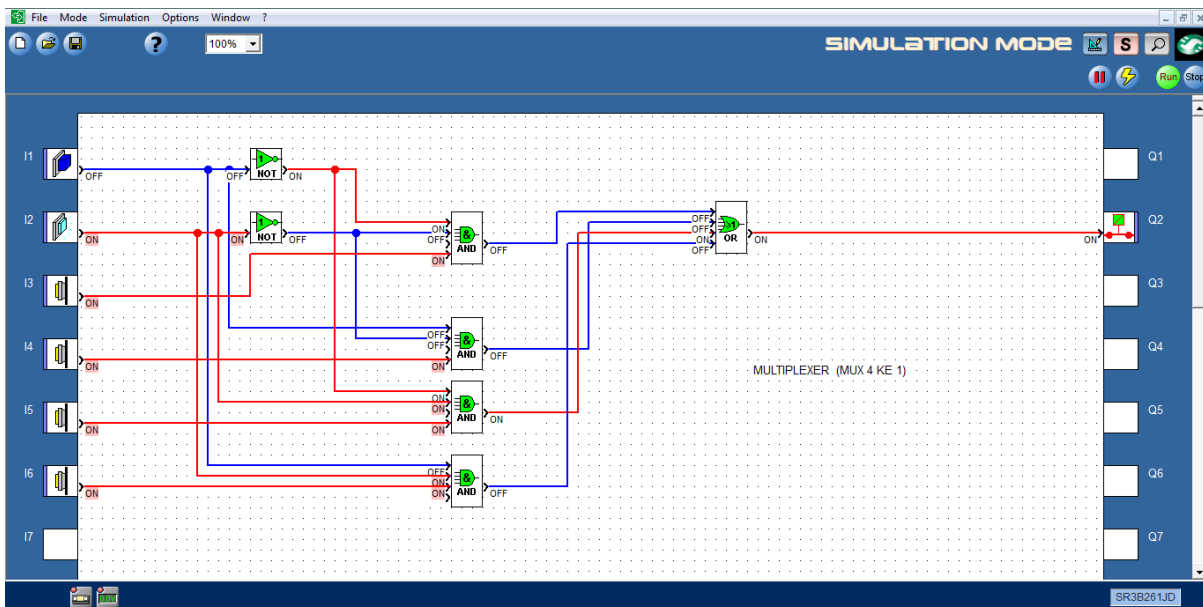 File Mode Simulation Options Window ?
100%
SIMULATION MODE
S
Run Stop
I1
OFF
OFF
NOT
ON
Q1
I2
ON
ON
NOT
OFF
ON
OFF
ON
AND
OFF
OFF
OFF
ON
OFF
>1
OR
ON
ON
Q2
I3
ON
Q3
I4
ON
OFF
OFF
ON
&
AND
OFF
MULTIPLEXER (MUX 4 KE 1)
Q4
I5
ON
ON
ON
ON
&
AND
ON
Q5
I6
ON
OFF
ON
ON
&
AND
OFF
Q6
I7
Q7
SR3B261JD